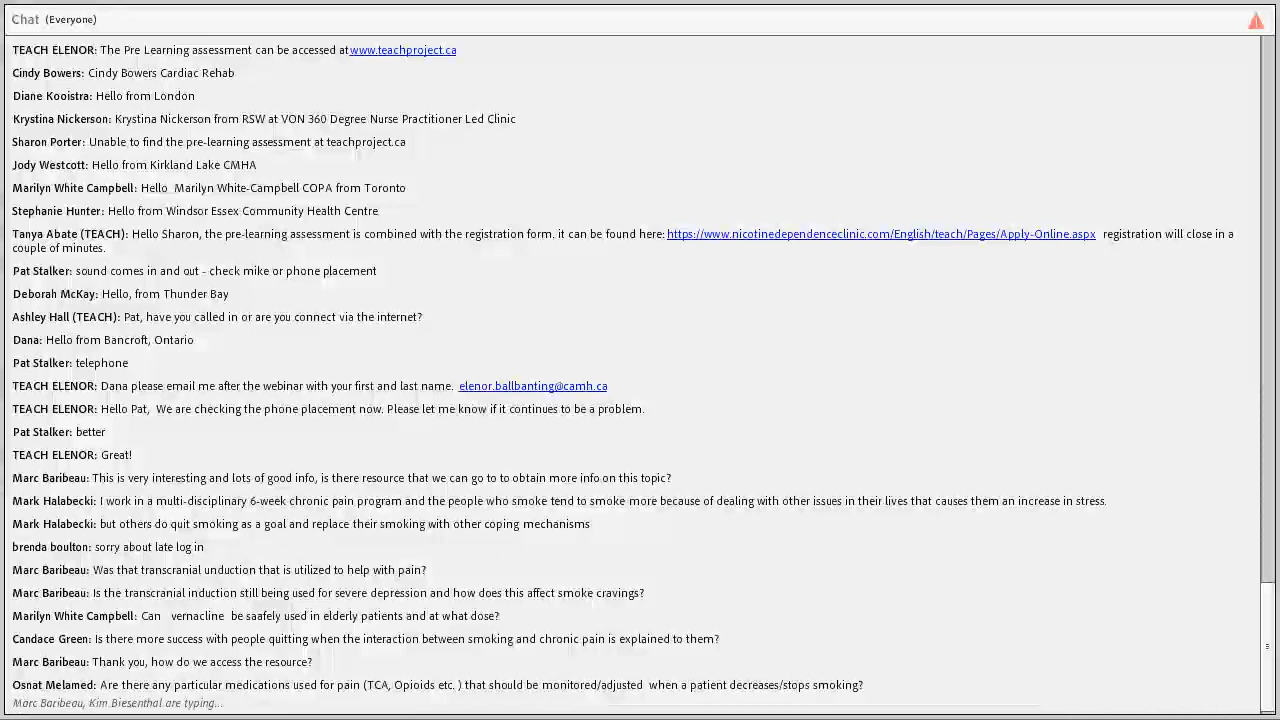 Chat (Everyone)
TEACH ELENOR: The Pre Learning assessment can be accessed at www.teachproject.ca
Cindy Bowers: Cindy Bowers Cardiac Rehab
Diane Kooistra: Hello from London
Krystina Nickerson: Krystina Nickerson from RSW at VON 360 Degree Nurse Practitioner Led Clinic
Sharon Porter: Unable to find the pre-learning assessment at teachproject.ca
Jody Westcott: Hello from Kirkland Lake CMHA
Marilyn White Campbell: Hello  Marilyn White-Campbell COPA from Toronto
Stephanie Hunter: Hello from Windsor Essex Community Health Centre
Tanya Abate (TEACH): Hello Sharon, the pre-learning assessment is combined with the registration form. it can be found here: https://www.nicotinedependenceclinic.com/English/teach/Pages/Apply-Online.aspx  registration will close in a
couple of minutes.
Pat Stalker: sound comes in and out - check mike or phone placement
Deborah McKay: Hello, from Thunder Bay
Ashley Hall (TEACH): Pat, have you called in or are you connect via the internet?
Dana: Hello from Bancroft, Ontario
Pat Stalker: telephone
TEACH ELENOR: Dana please email me after the webinar with your first and last name.  elenor.ballbanting@camh.ca
TEACH ELENOR: Hello Pat,  We are checking the phone placement now. Please let me know if it continues to be a problem.
Pat Stalker: better
TEACH ELENOR: Great!
Marc Baribeau: This is very interesting and lots of good info, is there resource that we can go to to obtain more info on this topic?
Mark Halabecki: I work in a multi-disciplinary 6-week chronic pain program and the people who smoke tend to smoke more because of dealing with other issues in their lives that causes them an increase in stress.
Mark Halabecki: but others do quit smoking as a goal and replace their smoking with other coping mechanisms
brenda boulton: sorry about late log in
Marc Baribeau: Was that transcranial unduction that is utilized to help with pain?
Marc Baribeau: Is the transcranial induction still being used for severe depression and how does this affect smoke cravings?
Marilyn White Campbell: Can  vernacline  be saafely used in elderly patients and at what dose?
Candace Green: Is there more success with people quitting when the interaction between smoking and chronic pain is explained to them?
Marc Baribeau: Thank you, how do we access the resource?
Osnat Melamed: Are there any particular medications used for pain (TCA, Opioids etc. ) that should be monitored/adjusted  when a patient decreases/stops smoking?
Marc Baribeau, Kim Biesenthal are typing...